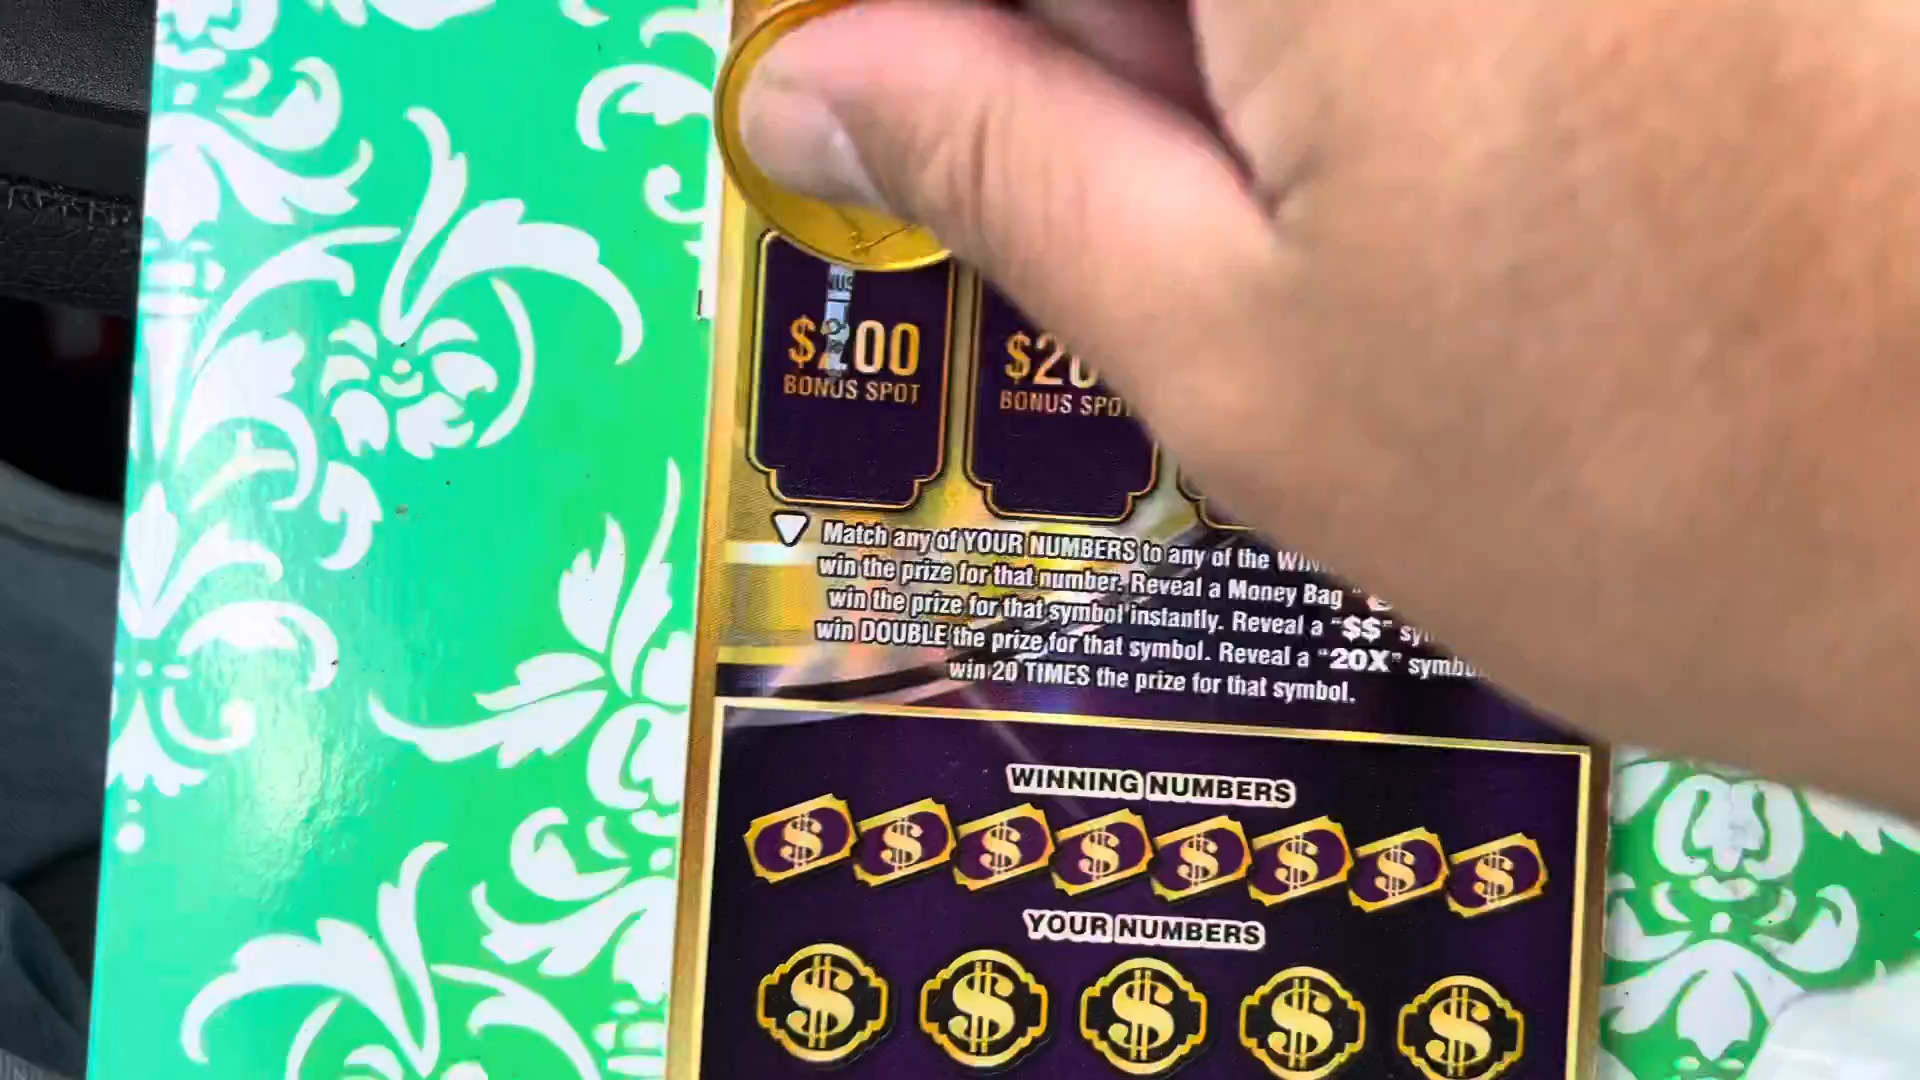 $200
BONUS SPOT
$20
BONUS SPOT
Match any of YOUR NUMBERS to any of the
win the prize for that number. Reveal a Money Bag "
win the prize for that symbol instantly. Reveal a "$$"
win DOUBLE the prize for that symbol. Reveal a "20X"
win 20 TIMES the prize for that symbol.
WINNING NUMBERS
$ $ $ $ $ $ $ $
YOUR NUMBERS
$ $ $ $ $